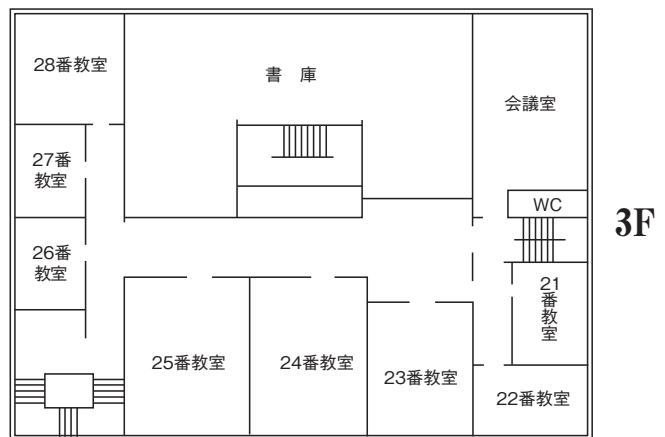 28番教室
書 庫
会議室
27番
教室
WC
3F
26番
教室
21
番
教
室
25番教室
24番教室
23番教室
22番教室